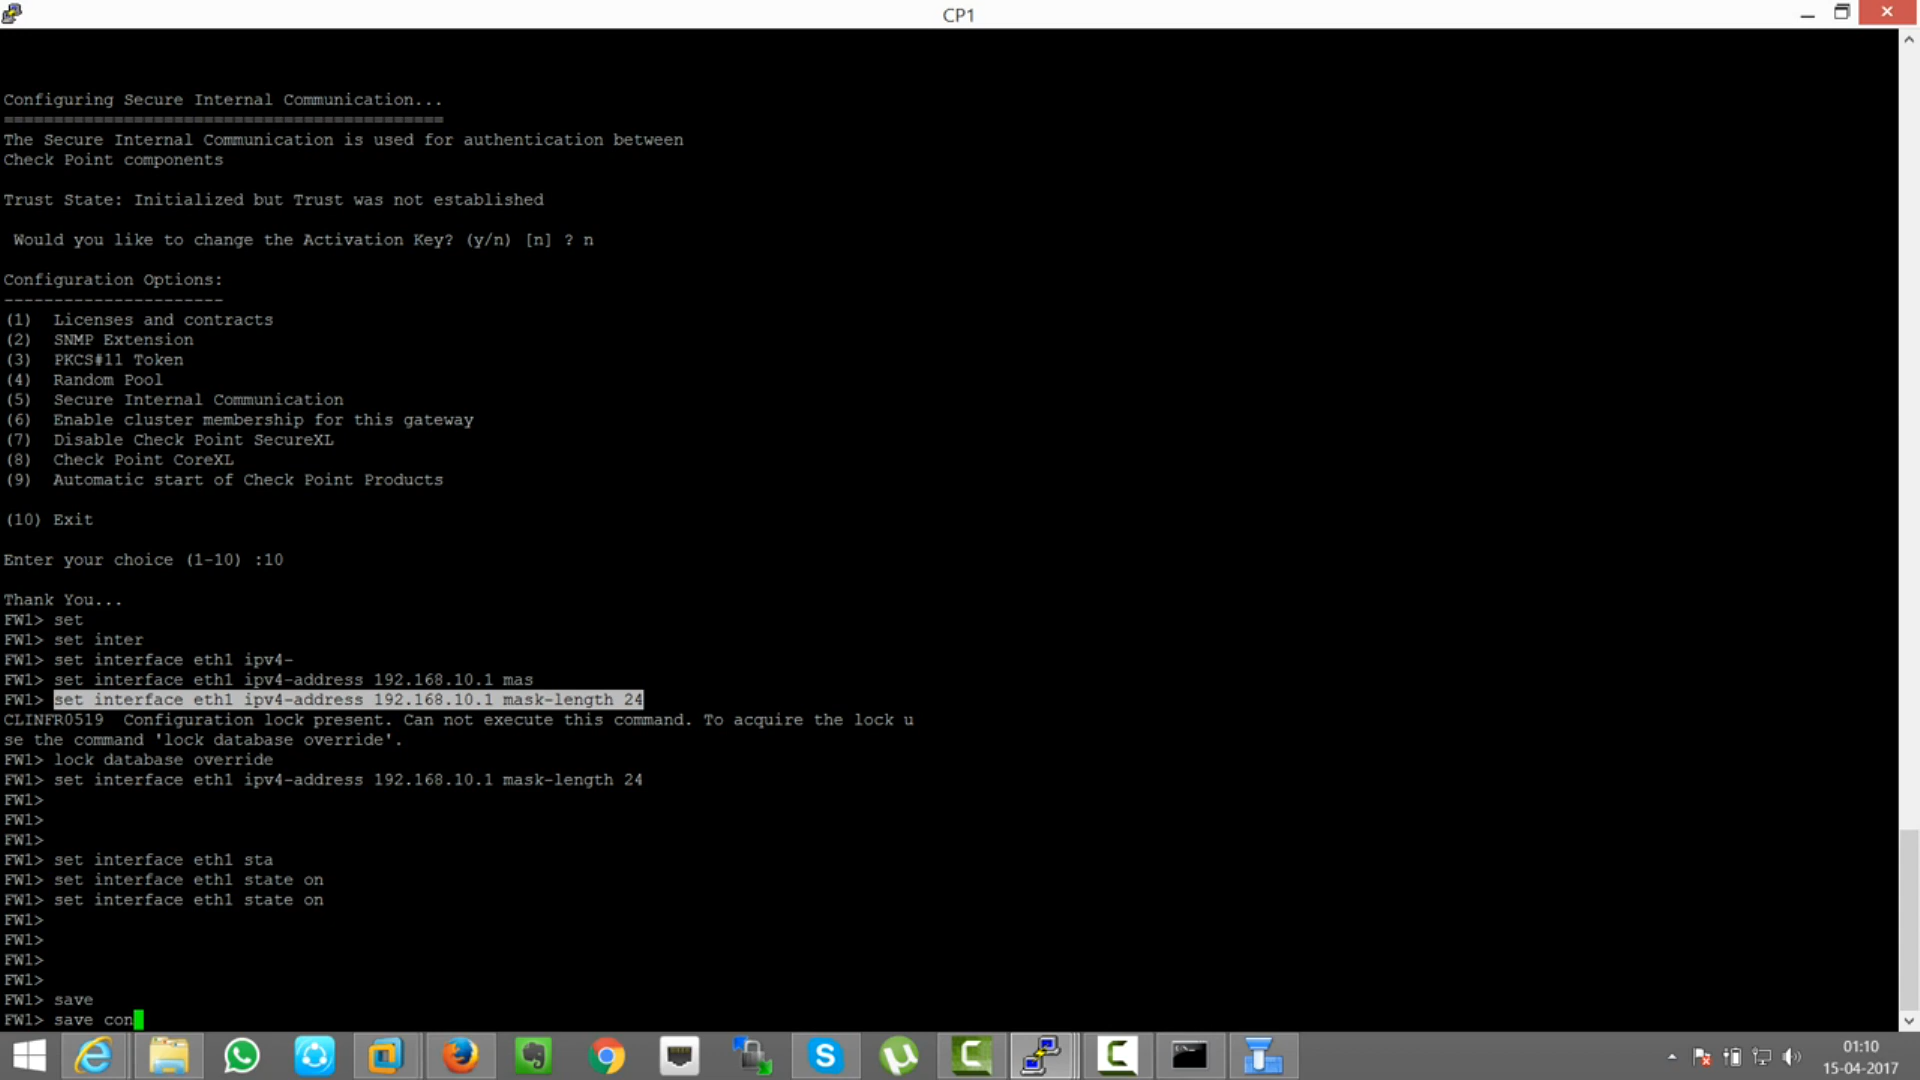 CP1
Configuring Secure Internal Communication...
============================================
The Secure Internal Communication is used for authentication between
Check Point components
Trust State: Initialized but Trust was not established
Would you like to change the Activation Key? (y/n) [n] ? n
Configuration Options:
----------------------
(1) Licenses and contracts
(2) SNMP Extension
(3) PKCS#11 Token
(4) Random Pool
(5) Secure Internal Communication
(6) Enable cluster membership for this gateway
(7) Disable Check Point SecureXL
(8) Check Point CoreXL
(9) Automatic start of Check Point Products
(10) Exit
Enter your choice (1-10) :10
Thank You...
FW1> set
FW1> set inter
FW1> set interface eth1 ipv4-
FW1> set interface eth1 ipv4-address 192.168.10.1 mas
FW1> set interface eth1 ipv4-address 192.168.10.1 mask-length 24
CLINFR0519 Configuration lock present. Can not execute this command. To acquire the lock u
se the command 'lock database override'.
FW1> lock database override
FW1> set interface eth1 ipv4-address 192.168.10.1 mask-length 24
FW1>
FW1>
FW1>
FW1> set interface eth1 sta
FW1> set interface eth1 state on
FW1> set interface eth1 state on
FW1>
FW1>
FW1>
FW1>
FW1> save
FW1> save con
01:10
15-04-2017